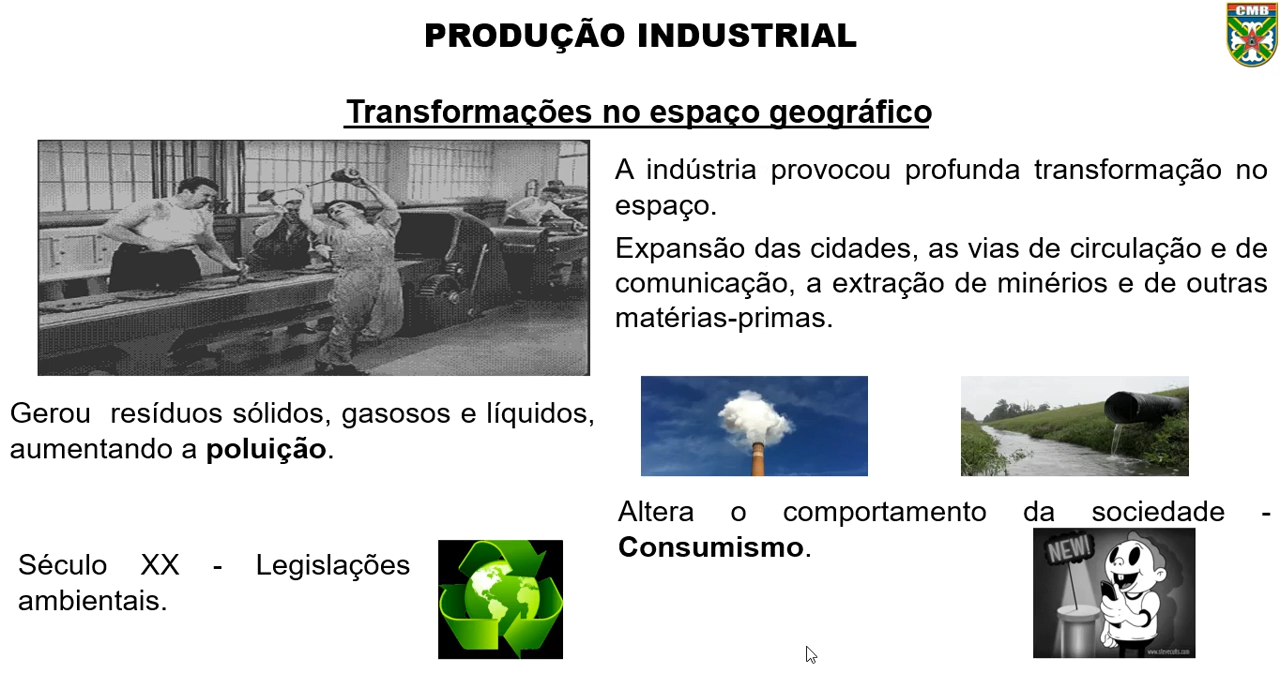 PRODUÇÃO INDUSTRIAL
CMB
Transformações no espaço geográfico
A indústria provocou profunda transformação no
espaço.
Expansão das cidades, as vias de circulação e de
comunicação, a extração de minérios e de outras
matérias-primas.
Gerou resíduos sólidos, gasosos e líquidos,
aumentando a poluição.
Altera o comportamento da sociedade -
Consumismo.
NEW!
Século XX - Legislações
ambientais.